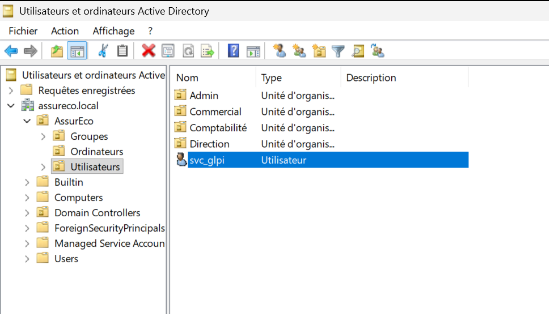 Utilisateurs et ordinateurs Active Directory
Fichier Action Affichage ?
Utilisateurs et ordinateurs Active
Requêtes enregistrées
assureco.local
AssurEco
Groupes
Ordinateurs
Utilisateurs
Builtin
Computers
Domain Controllers
ForeignSecurityPrincipals
Managed Service Accoun
Users
Nom Type Description
Admin Unité d'organis...
Commercial Unité d'organis...
Comptabilité Unité d'organis...
Direction Unité d'organis...
svc_glpi Utilisateur